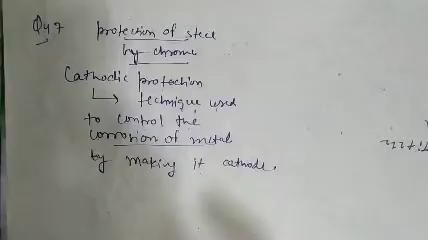 Qu 7 protection of steel
by chrome
Cathodic protection
↳ technique used
to control the
corrosion of metal
by making it cathode.